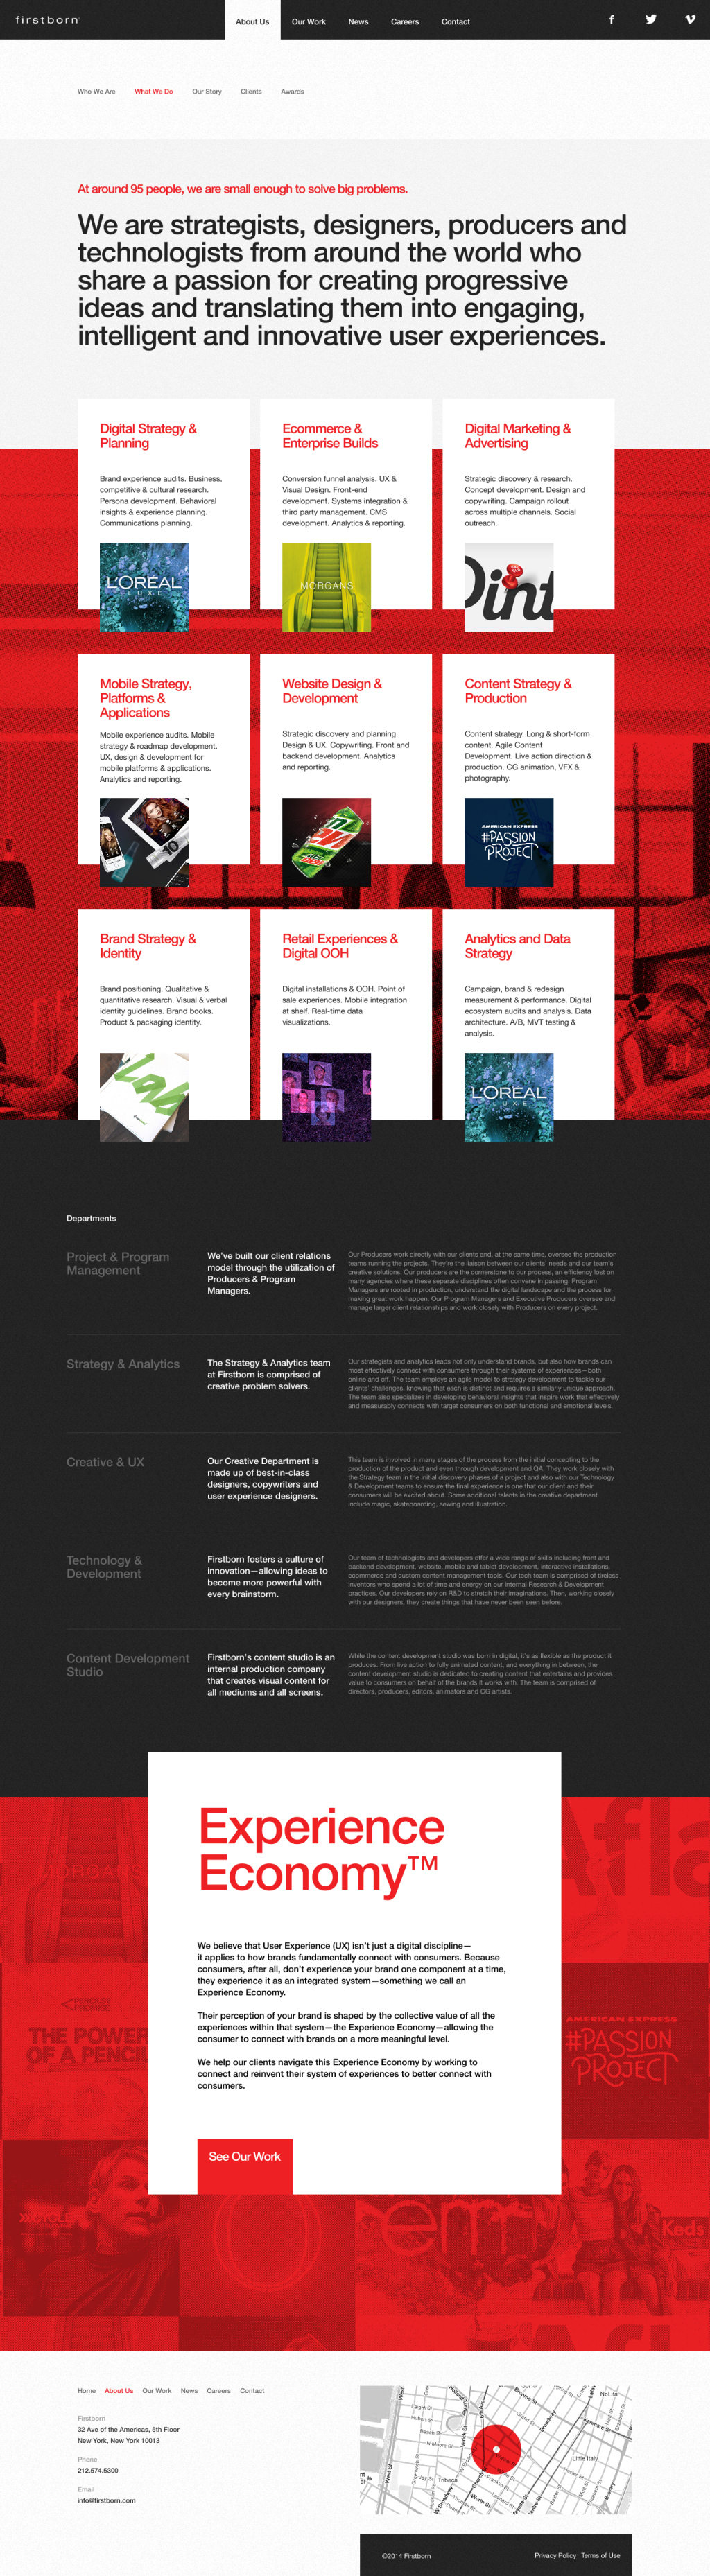 firstborn
About Us
Our Work
News
Careers
Contact
Who We Are
What We Do
Our Story
Clients
Awards
At around 95 people, we are small enough to solve big problems.
We are strategists, designers, producers and
technologists from around the world who
share a passion for creating progressive
ideas and translating them into engaging,
intelligent and innovative user experiences.
Digital Strategy &
Planning
Brand experience audits. Business,
competitive & cultural research.
Persona development. Behavioral
insights & experience planning.
Communications planning.
L'ORÉAL
LUXE
Ecommerce &
Enterprise Builds
Conversion funnel analysis. UX &
Visual Design. Front-end
development. Systems integration &
third party management. CMS
development. Analytics & reporting.
MORGANS
Digital Marketing &
Advertising
Strategic discovery & research.
Concept development. Design and
copywriting. Campaign rollout
across multiple channels. Social
outreach.
Pint
Mobile Strategy,
Platforms &
Applications
Mobile experience audits. Mobile
strategy & roadmap development.
UX, design & development for
mobile platforms & applications.
Analytics and reporting.
Website Design &
Development
Strategic discovery and planning.
Design & UX. Copywriting. Front and
backend development. Analytics
and reporting.
Content Strategy &
Production
Content strategy. Long & short-form
content. Agile Content
Development. Live action direction &
production. CG animation, VFX &
photography.
AMERICAN EXPRESS
#PASSION
PROJECT
Brand Strategy &
Identity
Brand positioning. Qualitative &
quantitative research. Visual & verbal
identity guidelines. Brand books.
Product & packaging identity.
Retail Experiences &
Digital OOH
Digital installations & OOH. Point of
sale experiences. Mobile integration
at shelf. Real-time data
visualizations.
Analytics and Data
Strategy
Campaign, brand & redesign
measurement & performance. Digital
ecosystem audits and analysis. Data
architecture. A/B, MVT testing &
analysis.
L'ORÉAL
LUXE
Departments
Project & Program
Management
We've built our client relations
model through the utilization of
Producers & Program
Managers.
Our Producers work directly with our clients and, at the same time, oversee the production
teams running the projects. They're the liaison between our clients' needs and our team's
creative solutions. Our producers are the cornerstone to our process, an efficiency lost on
many agencies where these separate disciplines often convene in passing. Program
Managers are rooted in production, understand the digital landscape and the process for
making great work happen. Our Program Managers and Executive Producers oversee and
manage larger client relationships and work closely with Producers on every project.
Strategy & Analytics
The Strategy & Analytics team
at Firstborn is comprised of
creative problem solvers.
Our strategists and analytics leads not only understand brands, but also how brands can
most effectively connect with consumers through their systems of experiences—both
online and off. The team employs an agile model to strategy development to tackle our
clients' challenges, knowing that each is distinct and requires a similarly unique approach.
The team also specializes in developing behavioral insights that inspire work that effectively
and measurably connects with target consumers on both functional and emotional levels.
Creative & UX
Our Creative Department is
made up of best-in-class
designers, copywriters and
user experience designers.
This team is involved in many stages of the process from the initial concepting to the
production of the product and even through development and QA. They work closely with
the Strategy team in the initial discovery phases of a project and also with our Technology
& Development teams to ensure the final experience is one that our client and their
consumers will be excited about. Some additional talents in the creative department
include magic, skateboarding, sewing and illustration.
Technology &
Development
Firstborn fosters a culture of
innovation—allowing ideas to
become more powerful with
every brainstorm.
Our team of technologists and developers offer a wide range of skills including front and
backend development, website, mobile and tablet development, interactive installations,
ecommerce and custom content management tools. Our tech team is comprised of tireless
inventors who spend a lot of time and energy on our internal Research & Development
practices. Our developers rely on R&D to stretch their imaginations. Then, working closely
with our designers, they create things that have never been seen before.
Content Development
Studio
Firstborn's content studio is an
internal production company
that creates visual content for
all mediums and all screens.
While the content development studio was born in digital, it's as flexible as the product it
produces. From live action to fully animated content, and everything in between, the
content development studio is dedicated to creating content that entertains and provides
value to consumers on behalf of the brands it works with. The team is comprised of
directors, producers, editors, animators and CG artists.
Experience
Economy™
We believe that User Experience (UX) isn't just a digital discipline—
it applies to how brands fundamentally connect with consumers. Because
consumers, after all, don't experience your brand one component at a time,
they experience it as an integrated system—something we call an
Experience Economy.
Their perception of your brand is shaped by the collective value of all the
experiences within that system—the Experience Economy—allowing the
consumer to connect with brands on a more meaningful level.
We help our clients navigate this Experience Economy by working to
connect and reinvent their system of experiences to better connect with
consumers.
See Our Work
MORGANS
Afla
THE POWER
OF A PENCIL
AMERICAN EXPRESS
#PASSION
PROJECT
CYCLE
em
Keds
Home
About Us
Our Work
News
Careers
Contact
Firstborn
32 Ave of the Americas, 5th Floor
New York, New York 10013
Phone
212.574.5300
Email
info@firstborn.com
NoLita
Little Italy
Tribeca
©2014 Firstborn
Privacy Policy
Terms of Use